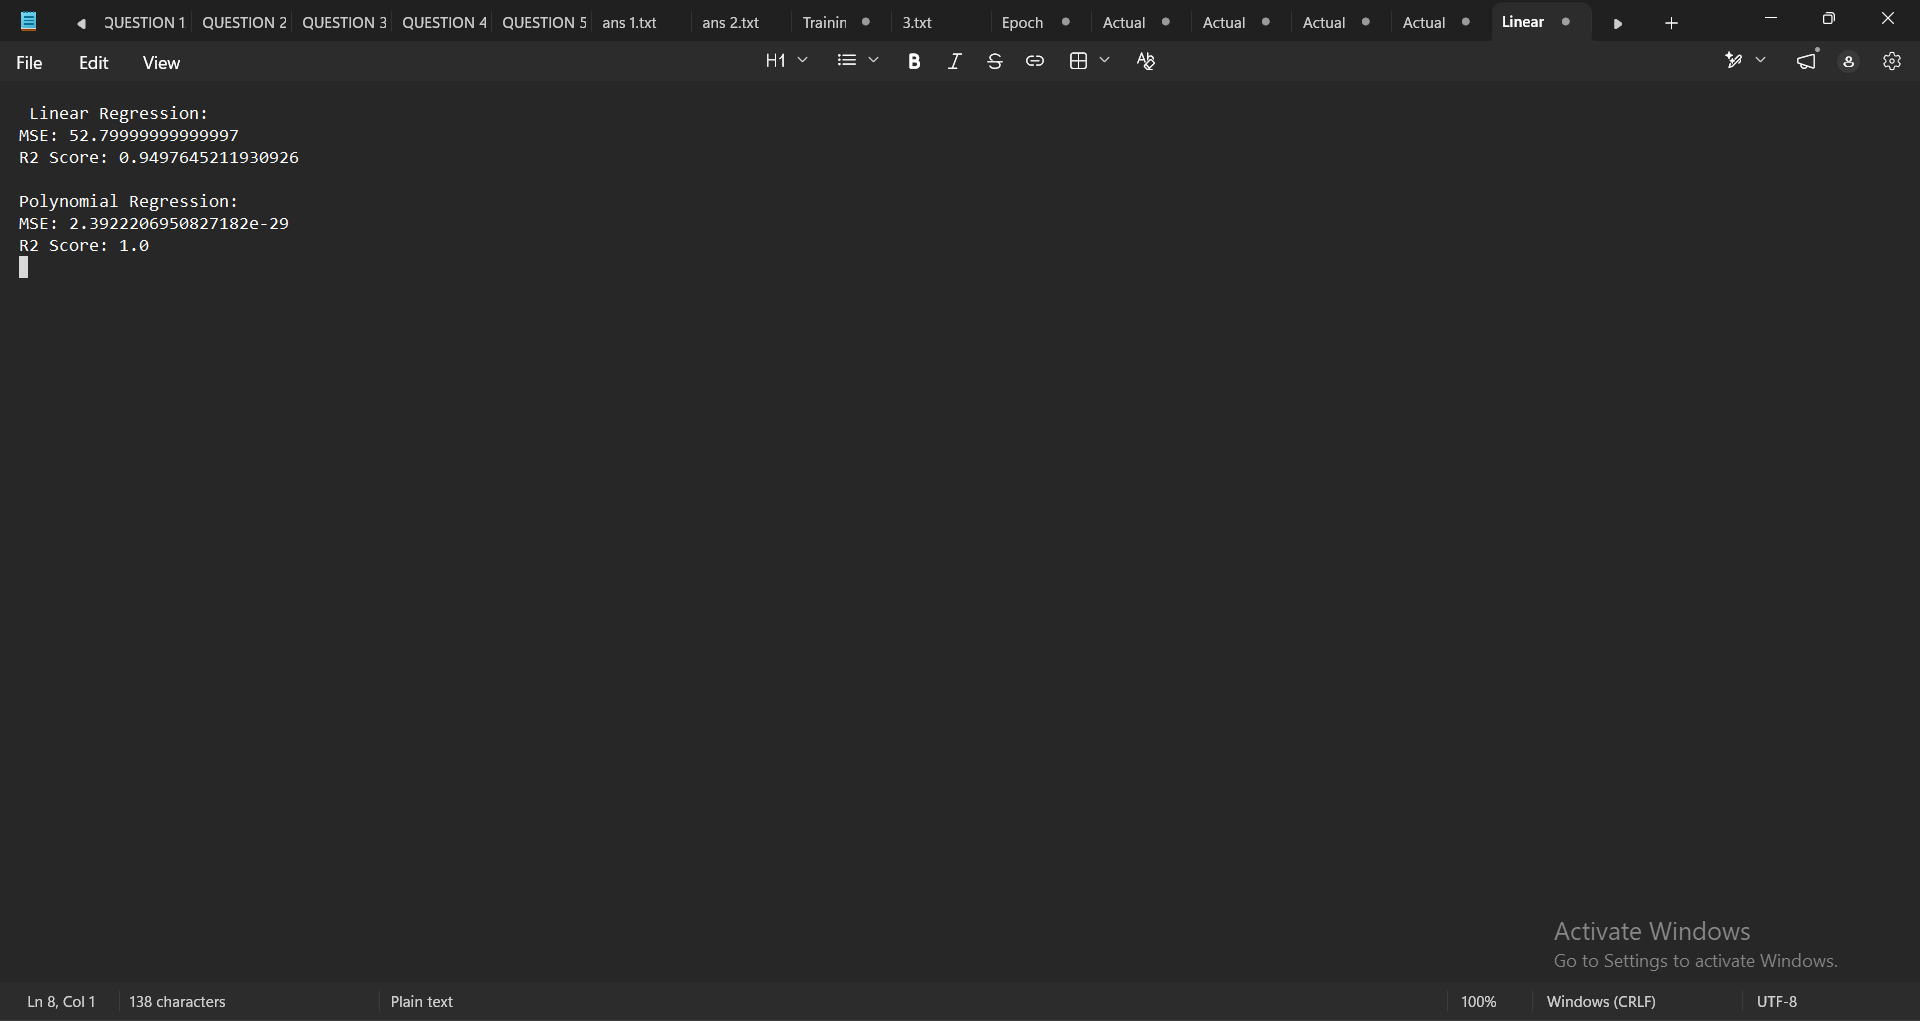 QUESTION 1 QUESTION 2 QUESTION 3 QUESTION 4 QUESTION 5 ans 1.txt ans 2.txt Trainin 3.txt Epoch Actual Actual Actual Actual Linear
File Edit View H1
Linear Regression:
MSE: 52.79999999999997
R2 Score: 0.9497645211930926
Polynomial Regression:
MSE: 2.3922206950827182e-29
R2 Score: 1.0
Activate Windows
Go to Settings to activate Windows.
Ln 8, Col 1 138 characters Plain text 100% Windows (CRLF) UTF-8